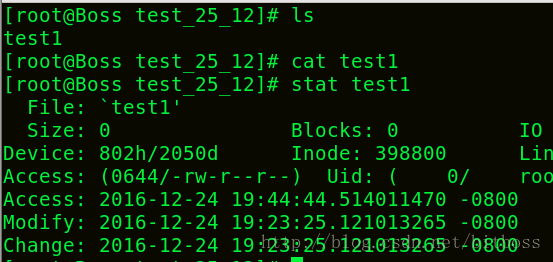 [root@Boss test_25_12]# ls
test1
[root@Boss test_25_12]# cat test1
[root@Boss test_25_12]# stat test1
  File: `test1'
  Size: 0               Blocks: 0          IO
Device: 802h/2050d      Inode: 398800      Lin
Access: (0644/-rw-r--r--)  Uid: (    0/    roo
Access: 2016-12-24 19:44:44.514011470 -0800
Modify: 2016-12-24 19:23:25.121013265 -0800
Change: 2016-12-24 19:23:25.121013265 -0800